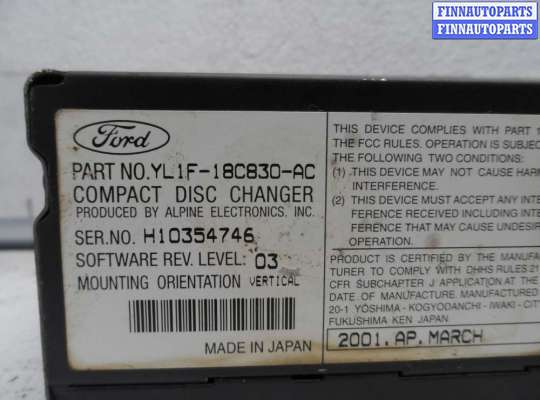 FINNAUTOPARTS
FINNAUTOPARTS
Ford
PART NO. YL1F-18C830-AC
COMPACT DISC CHANGER
PRODUCED BY ALPINE ELECTRONICS, INC.
SER.NO. H10354746
SOFTWARE REV. LEVEL: 03
MOUNTING ORIENTATION VERTICAL
MADE IN JAPAN
THIS DEVICE COMPLIES WITH PART 1
THE FCC RULES. OPERATION IS SUBJEC
THE FOLLOWING TWO CONDITIONS:
(1) THIS DEVICE MAY NOT CAUSE HARM
INTERFERENCE.
(2) THIS DEVICE MUST ACCEPT ANY INTE
FERENCE RECEIVED INCLUDING INTE
FERENCE THAT MAY CAUSE UNDESIR
OPERATION.
PRODUCT IS CERTIFIED BY THE MANUFA
TURER TO COMPLY WITH DHHS RULES 21
CFR SUBCHAPTER J APPLICATION AT THE
DATE OF MANUFACTURE. MANUFACTURED
20-1 YOSHIMA-KOGYODANCHI-IWAKI-CIT
FUKUSHIMA KEN JAPAN
2001. AP. MARCH